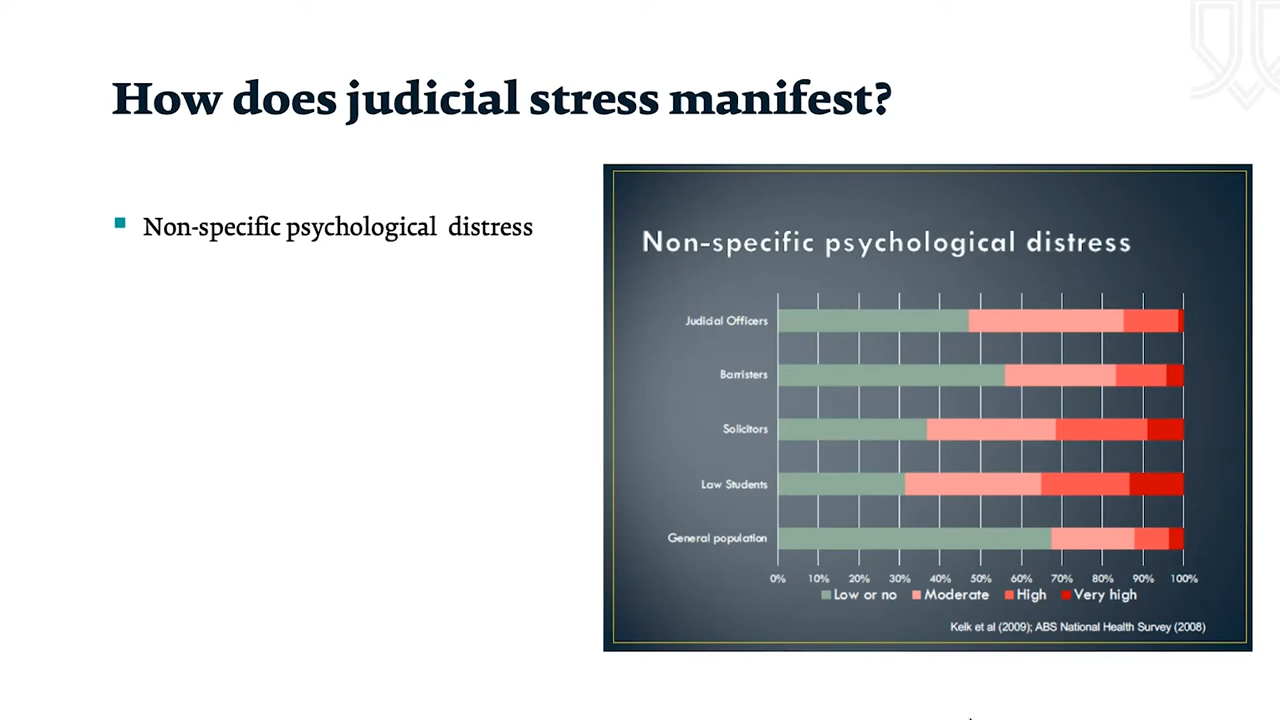 How does judicial stress manifest?
Non-specific psychological distress
Non-specific psychological distress
Judicial Officers
Barristers
Solicitors
Law Students
General population
0% 10% 20% 30% 40% 50% 60% 70% 80% 90% 100%
Low or no Moderate High Very high
Kelk et al (2009); ABS National Health Survey (2008)